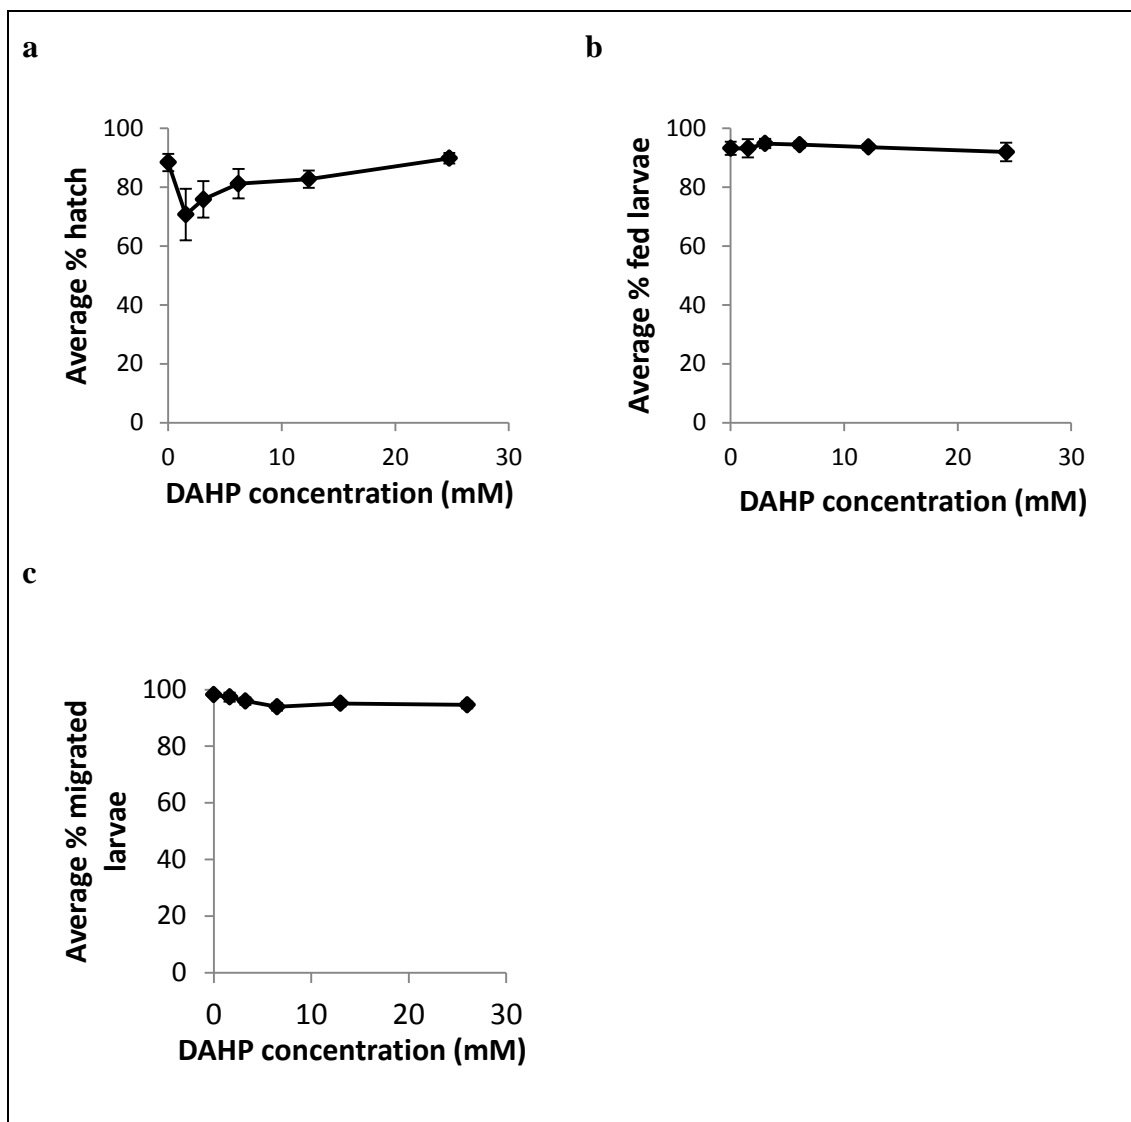 a
Average % hatch
100
80
60
40
20
0
0 10 20 30
DAHP concentration (mM)
b
Average % fed larvae
100
80
60
40
20
0
0 10 20 30
DAHP concentration (mM)
c
Average % migrated
larvae
100
80
60
40
20
0
0 10 20 30
DAHP concentration (mM)